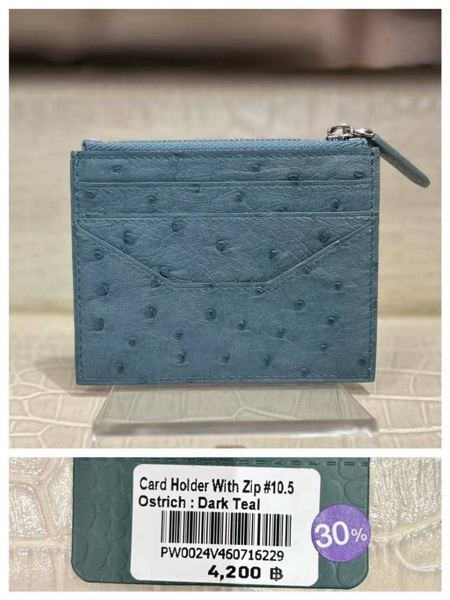 Card Holder With Zip #10.5
Ostrich : Dark Teal
PW0024V460716229
4,200 ฿
30%